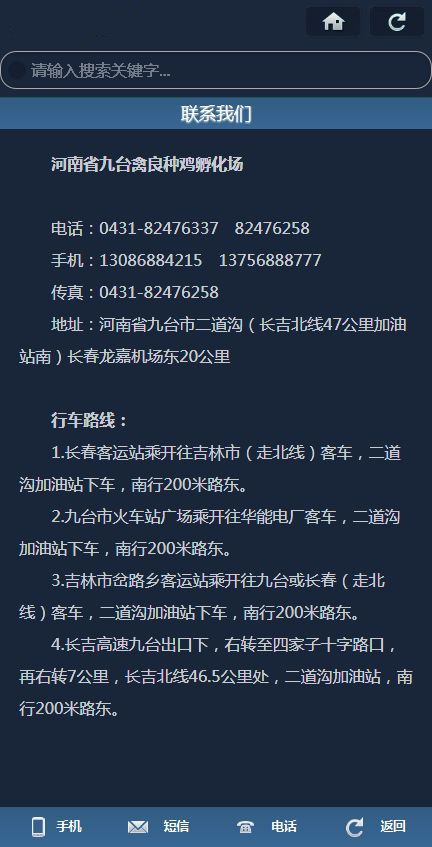 请输入搜索关键字...
联系我们
河南省九台禽良种鸡孵化场
电话：0431-82476337　82476258
手机：13086884215　13756888777
传真：0431-82476258
地址：河南省九台市二道沟（长吉北线47公里加油
站南）长春龙嘉机场东20公里
行车路线：
1.长春客运站乘开往吉林市（走北线）客车，二道
沟加油站下车，南行200米路东。
2.九台市火车站广场乘开往华能电厂客车，二道沟
加油站下车，南行200米路东。
3.吉林市岔路乡客运站乘开往九台或长春（走北
线）客车，二道沟加油站下车，南行200米路东。
4.长吉高速九台出口下，右转至四家子十字路口，
再右转7公里，长吉北线46.5公里处，二道沟加油站，南
行200米路东。
手机　短信　电话　返回